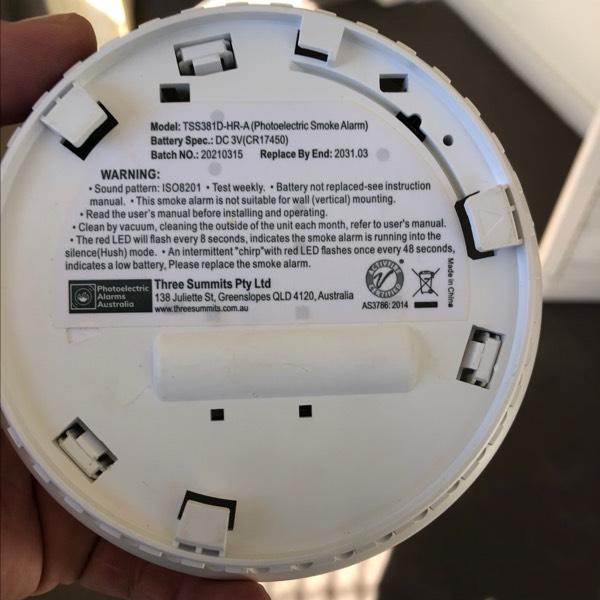 Model: TSS381D-HR-A (Photoelectric Smoke Alarm)
Battery Spec.: DC 3V(CR17450)
Batch NO.: 20210315 Replace By End: 2031.03
WARNING:
• Sound pattern: ISO8201 • Test weekly. • Battery not replaced-see instruction
manual. • This smoke alarm is not suitable for wall (vertical) mounting.
• Read the user's manual before installing and operating.
• Clean by vacuum, cleaning the outside of the unit each month, refer to user's manual.
• The red LED will flash every 8 seconds, indicates the smoke alarm is running into the
silence(Hush) mode. • An intermittent "chirp"with red LED flashes once every 48 seconds,
indicates a low battery, Please replace the smoke alarm.
Photoelectric
Alarms
Australia
Three Summits Pty Ltd
138 Juliette St, Greenslopes QLD 4120, Australia
www.threesummits.com.au
AS3786: 2014
Made in China